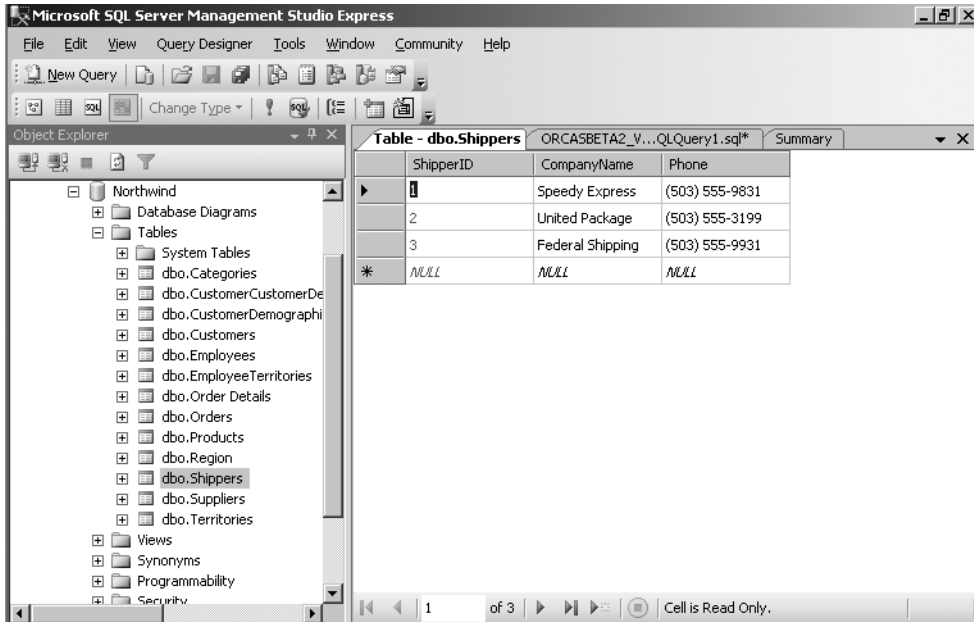 Microsoft SQL Server Management Studio Express
File Edit View Query Designer Tools Window Community Help
New Query
SQL Change Type SQL
Object Explorer
Table - dbo.Shippers ORCASBETA2_V...QLQuery1.sql* Summary
ShipperID CompanyName Phone
1 Speedy Express (503) 555-9831
2 United Package (503) 555-3199
3 Federal Shipping (503) 555-9931
NULL NULL NULL
Northwind
Database Diagrams
Tables
System Tables
dbo.Categories
dbo.CustomerCustomerDe
dbo.CustomerDemographi
dbo.Customers
dbo.Employees
dbo.EmployeeTerritories
dbo.Order Details
dbo.Orders
dbo.Products
dbo.Region
dbo.Shippers
dbo.Suppliers
dbo.Territories
Views
Synonyms
Programmability
Security
1 of 3 Cell is Read Only.